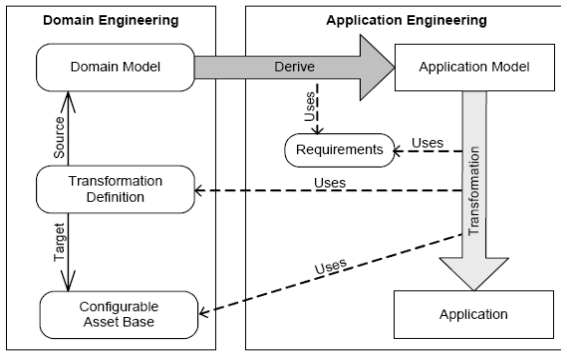 Domain Engineering
Application Engineering
Domain Model
Derive
Application Model
Uses
Source
Requirements
Uses
Transformation
Transformation
Definition
Uses
Target
Uses
Configurable
Asset Base
Application